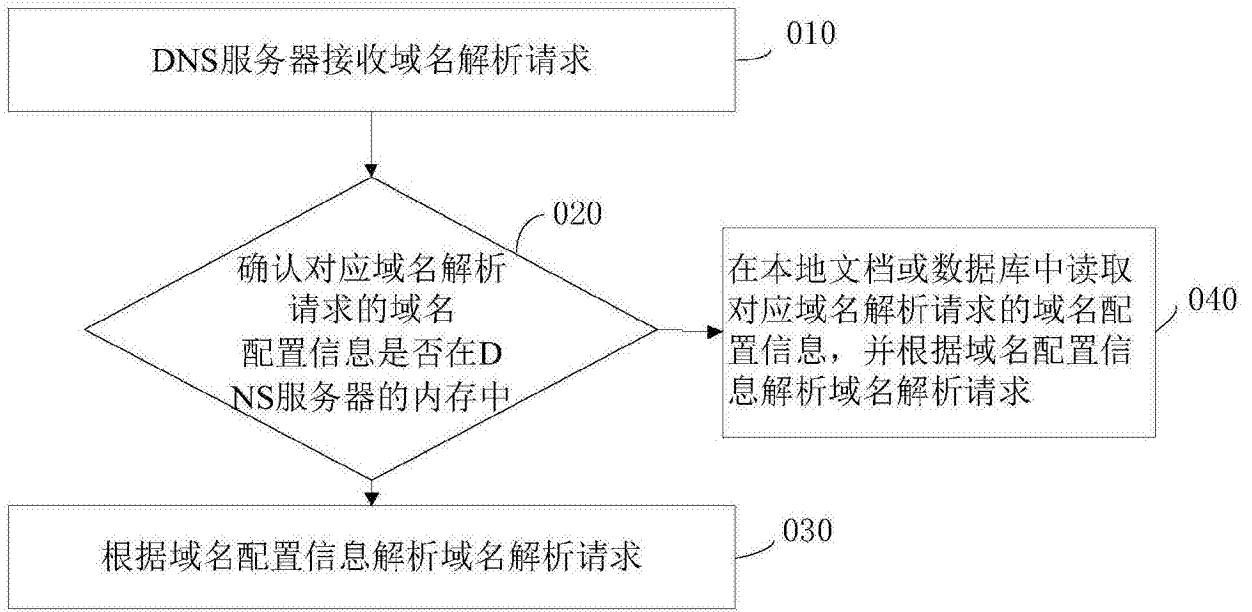 DNS服务器接收域名解析请求
010
020
确认对应域名解析
请求的域名
配置信息是否在D
NS服务器的内存中
在本地文档或数据库中读取
对应域名解析请求的域名配
置信息，并根据域名配置信
息解析域名解析请求
040
根据域名配置信息解析域名解析请求
030